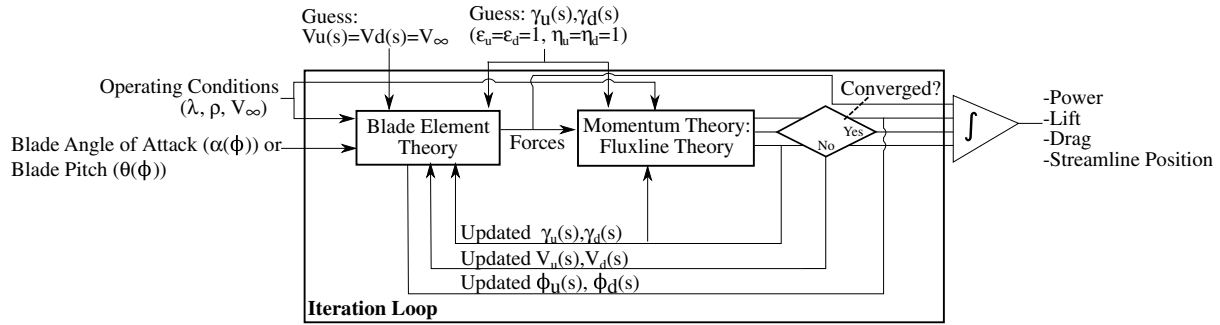 Guess:
Vu(s)=Vd(s)=V∞
Guess: γu(s),γd(s)
(εu=εd=1, ηu=ηd=1)
Operating Conditions
(λ, ρ, V∞)
Blade Angle of Attack (α(ϕ)) or
Blade Pitch (θ(ϕ))
Blade Element
Theory
Forces
Momentum Theory:
Fluxline Theory
Converged?
Yes
No
∫
-Power
-Lift
-Drag
-Streamline Position
Updated γu(s),γd(s)
Updated Vu(s),Vd(s)
Updated ϕu(s), ϕd(s)
Iteration Loop